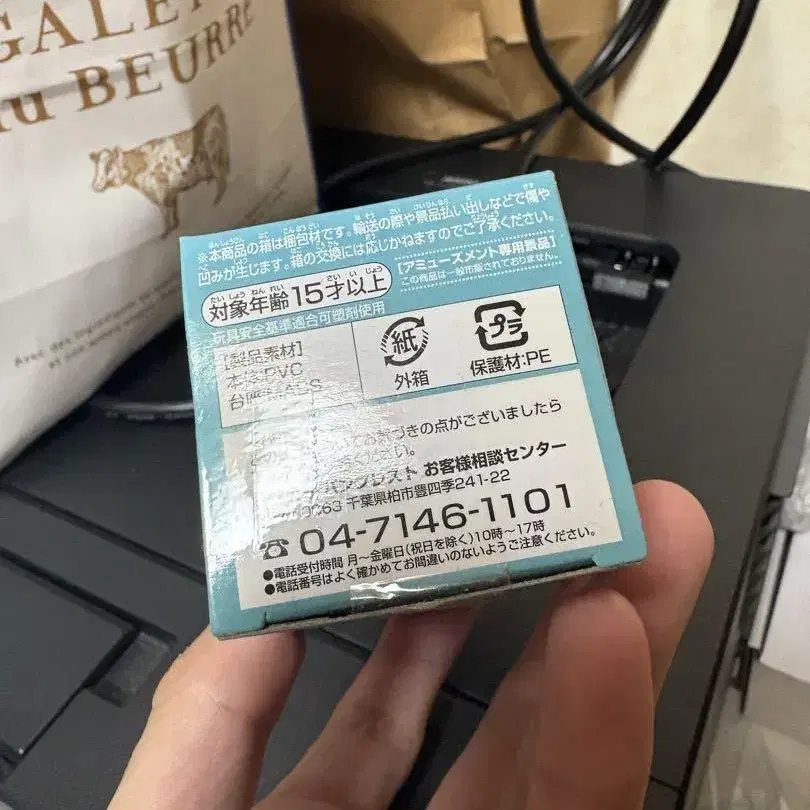 GALE
au BEURRE
Avec des ingrédients
※本商品の箱は梱包材です。輸送の際や景品払い出しなどで傷や
凹みが生じます。箱の交換には応じかねますのでご了承ください。
対象年齢15才以上
【アミューズメント専用景品】
この商品は一般市販されておりません。
玩具安全基準適合可塑剤使用
【製品素材】
本体:PVC
台座:MABS
紙
外箱
プラ
保護材:PE
お気づきの点がございましたら
お客様相談センター
千葉県柏市豊四季241-22
☎04-7146-1101
●電話受付時間 月～金曜日(祝日を除く)10時～17時
●電話番号はよく確かめてお間違いのないようご注意ください。